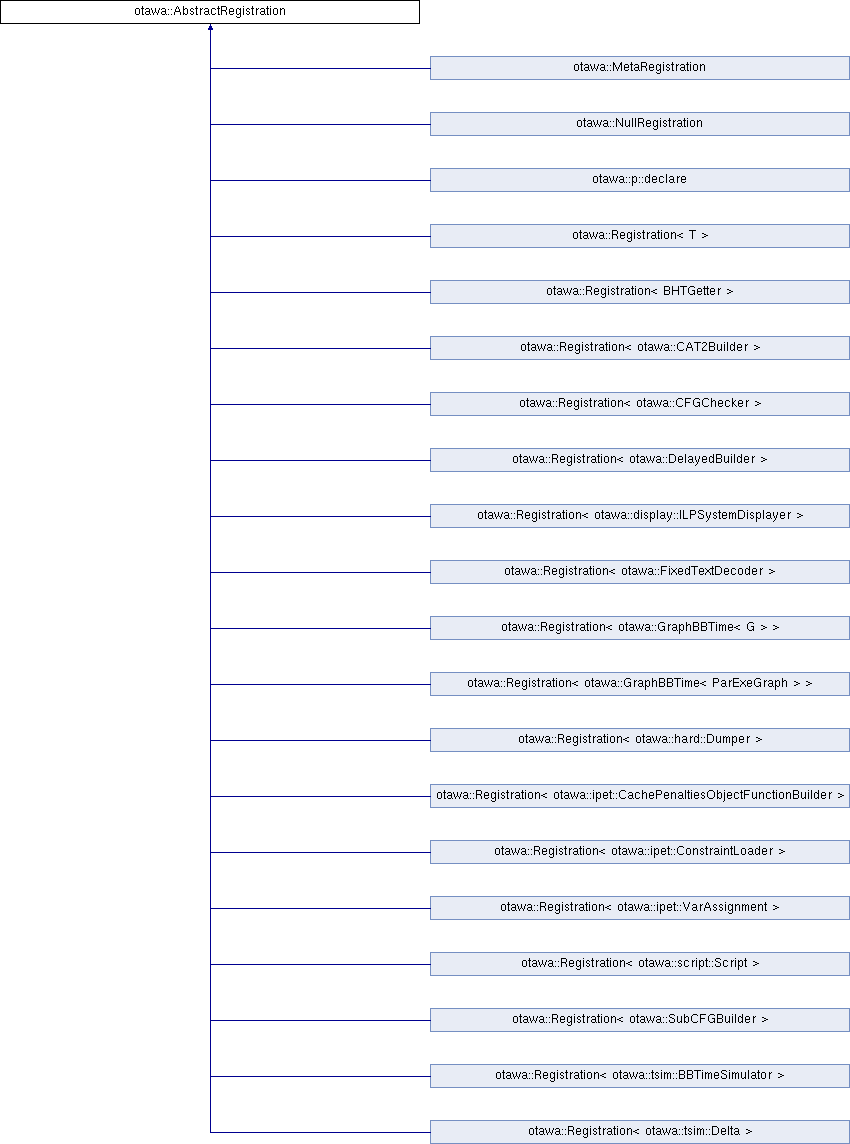 otawa::AbstractRegistration
otawa::MetaRegistration
otawa::NullRegistration
otawa::p::declare
otawa::Registration< T >
otawa::Registration< BHTGetter >
otawa::Registration< otawa::CAT2Builder >
otawa::Registration< otawa::CFGChecker >
otawa::Registration< otawa::DelayedBuilder >
otawa::Registration< otawa::display::ILPSystemDisplayer >
otawa::Registration< otawa::FixedTextDecoder >
otawa::Registration< otawa::GraphBBTime< G > >
otawa::Registration< otawa::GraphBBTime< ParExeGraph > >
otawa::Registration< otawa::hard::Dumper >
otawa::Registration< otawa::ipet::CachePenaltiesObjectFunctionBuilder >
otawa::Registration< otawa::ipet::ConstraintLoader >
otawa::Registration< otawa::ipet::VarAssignment >
otawa::Registration< otawa::script::Script >
otawa::Registration< otawa::SubCFGBuilder >
otawa::Registration< otawa::tsim::BBTimeSimulator >
otawa::Registration< otawa::tsim::Delta >